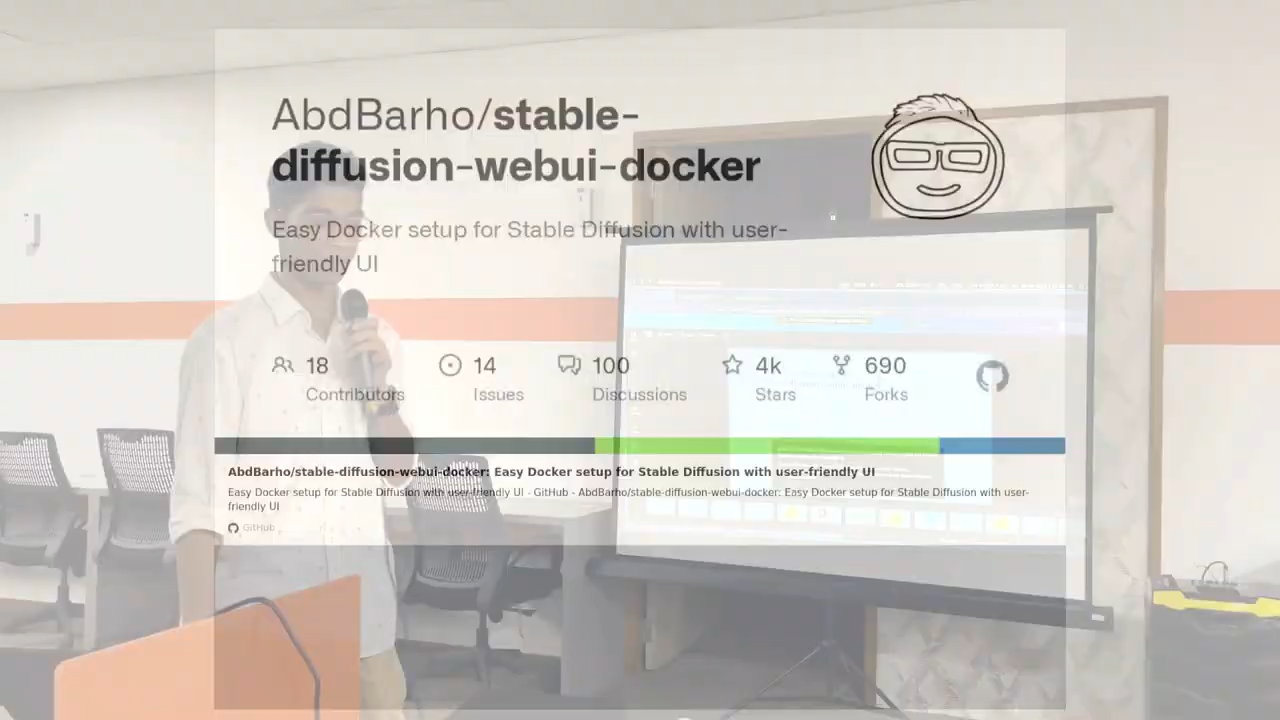 AbdBarho/stable-
diffusion-webui-docker
Easy Docker setup for Stable Diffusion with user-
friendly UI
18
Contributors
14
Issues
100
Discussions
4k
Stars
690
Forks
AbdBarho/stable-diffusion-webui-docker: Easy Docker setup for Stable Diffusion with user-friendly UI
Easy Docker setup for Stable Diffusion with user-friendly UI - GitHub - AbdBarho/stable-diffusion-webui-docker: Easy Docker setup for Stable Diffusion with user-
friendly UI
GitHub